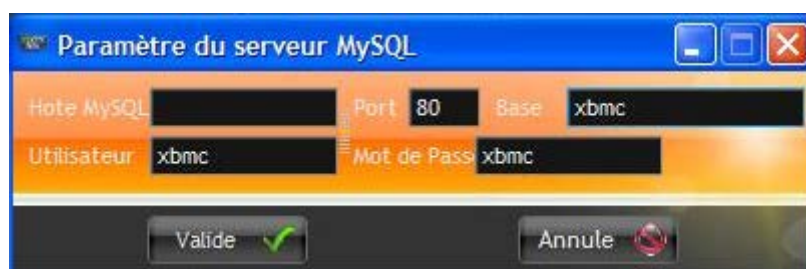 Paramètre du serveur MySQL
Hote MySQL Port 80 Base xbmc
Utilisateur xbmc Mot de Pass xbmc
Valide Annule